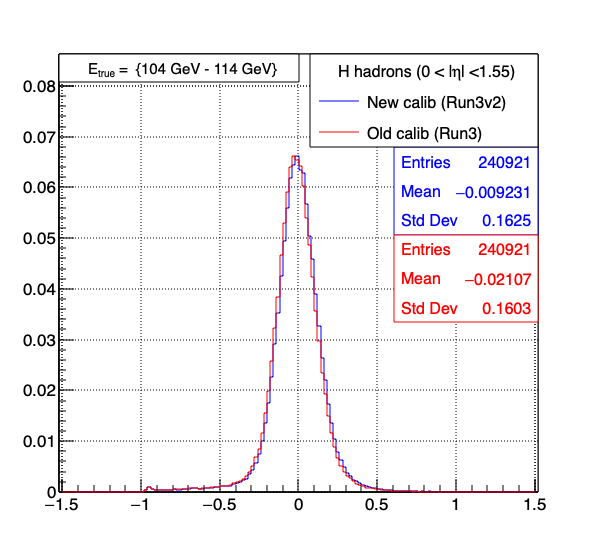 E_true = {104 GeV - 114 GeV}
H hadrons (0 < |η| <1.55)
New calib (Run3v2)
Old calib (Run3)
Entries 240921
Mean −0.009231
Std Dev 0.1625
Entries 240921
Mean −0.02107
Std Dev 0.1603
0.08
0.07
0.06
0.05
0.04
0.03
0.02
0.01
0
−1.5 −1 −0.5 0 0.5 1 1.5